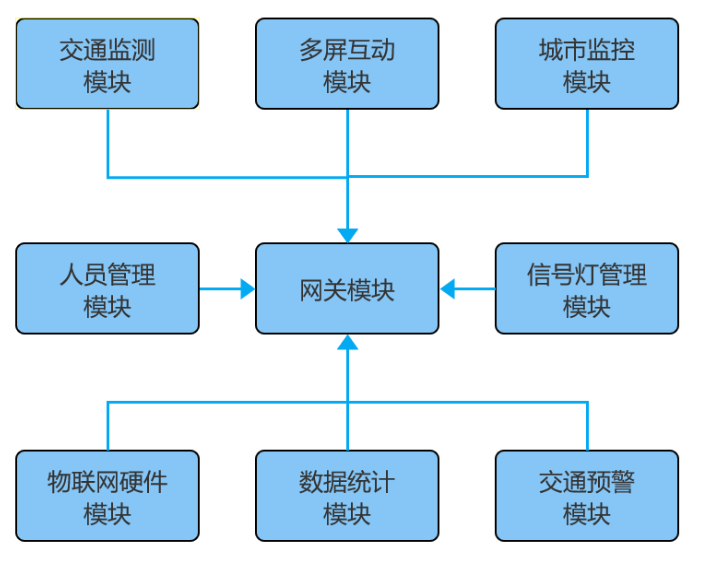 交通监测
模块
多屏互动
模块
城市监控
模块
人员管理
模块
网关模块
信号灯管理
模块
物联网硬件
模块
数据统计
模块
交通预警
模块